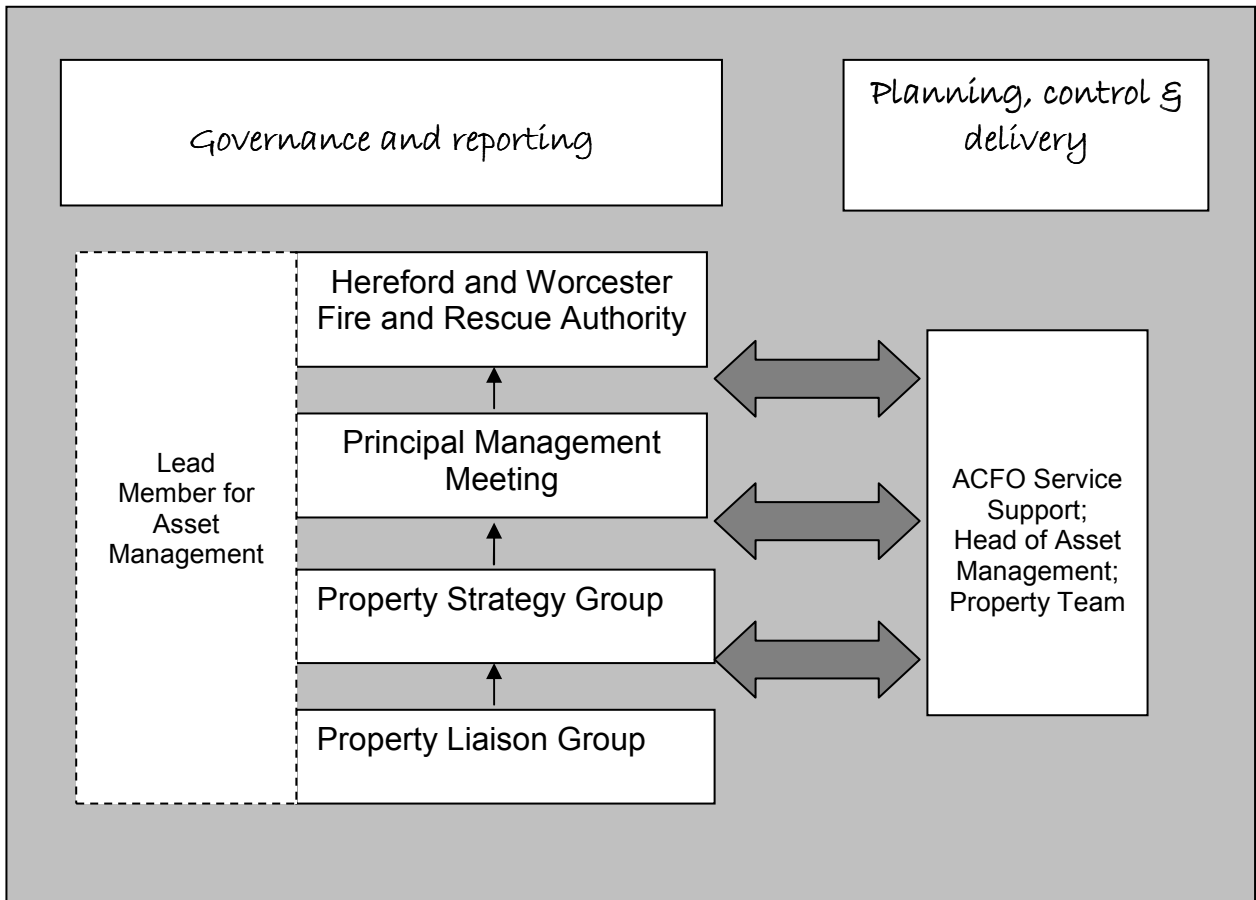 Governance and reporting
Planning, control &
delivery
Hereford and Worcester
Fire and Rescue Authority
Principal Management
Meeting
Lead
Member for
Asset
Management
Property Strategy Group
Property Liaison Group
ACFO Service
Support;
Head of Asset
Management;
Property Team